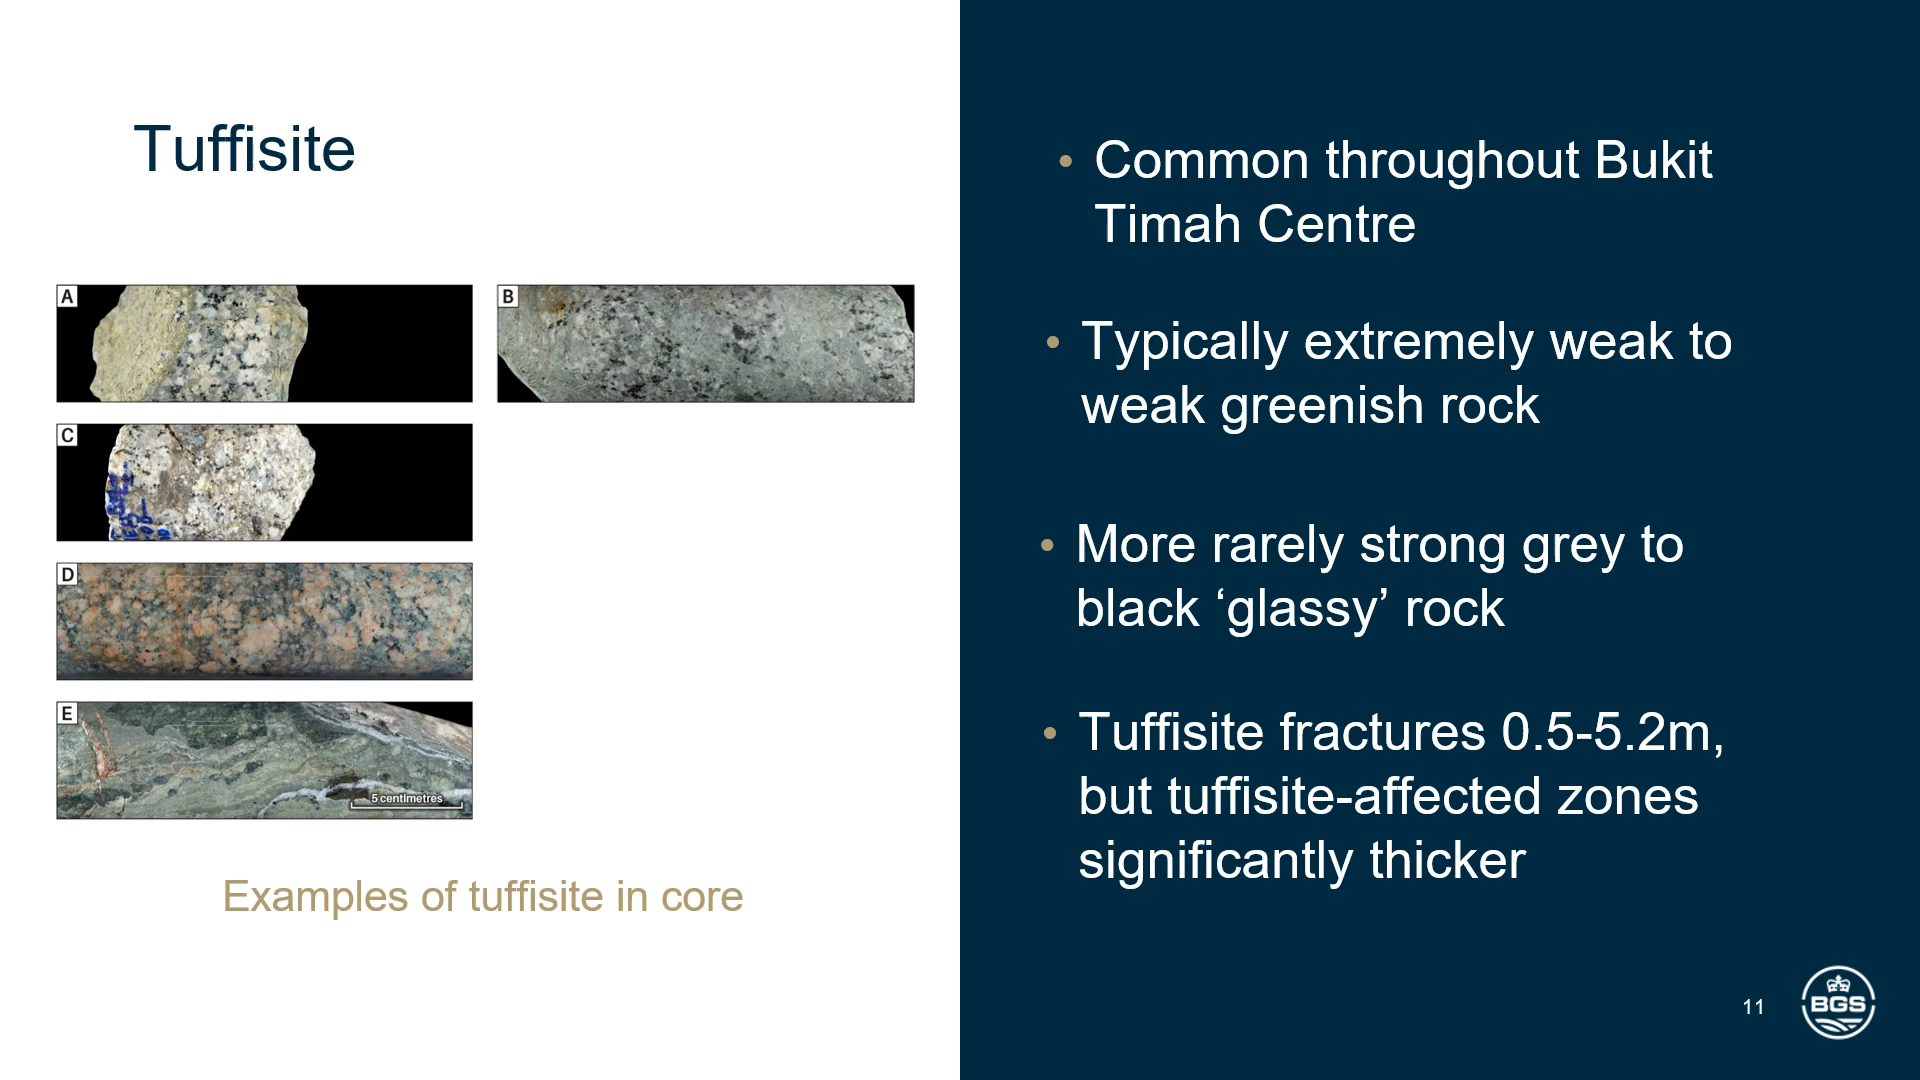 Tuffisite
A
B
C
D
E
5 centimetres
Examples of tuffisite in core
• Common throughout Bukit
Timah Centre
• Typically extremely weak to
weak greenish rock
• More rarely strong grey to
black ‘glassy’ rock
• Tuffisite fractures 0.5-5.2m,
but tuffisite-affected zones
significantly thicker
11
BGS